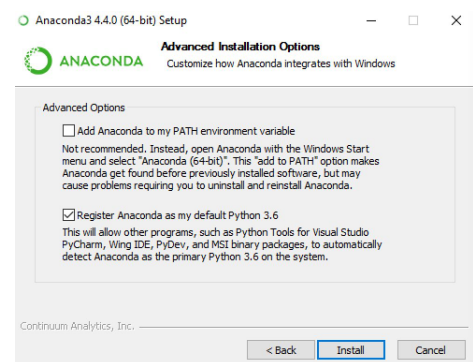 Anaconda3 4.4.0 (64-bit) Setup
ANACONDA
Advanced Installation Options
Customize how Anaconda integrates with Windows
Advanced Options
Add Anaconda to my PATH environment variable
Not recommended. Instead, open Anaconda with the Windows Start
menu and select "Anaconda (64-bit)". This "add to PATH" option makes
Anaconda get found before previously installed software, but may
cause problems requiring you to uninstall and reinstall Anaconda.
Register Anaconda as my default Python 3.6
This will allow other programs, such as Python Tools for Visual Studio
PyCharm, Wing IDE, PyDev, and MSI binary packages, to automatically
detect Anaconda as the primary Python 3.6 on the system.
Continuum Analytics, Inc.
< Back Install Cancel